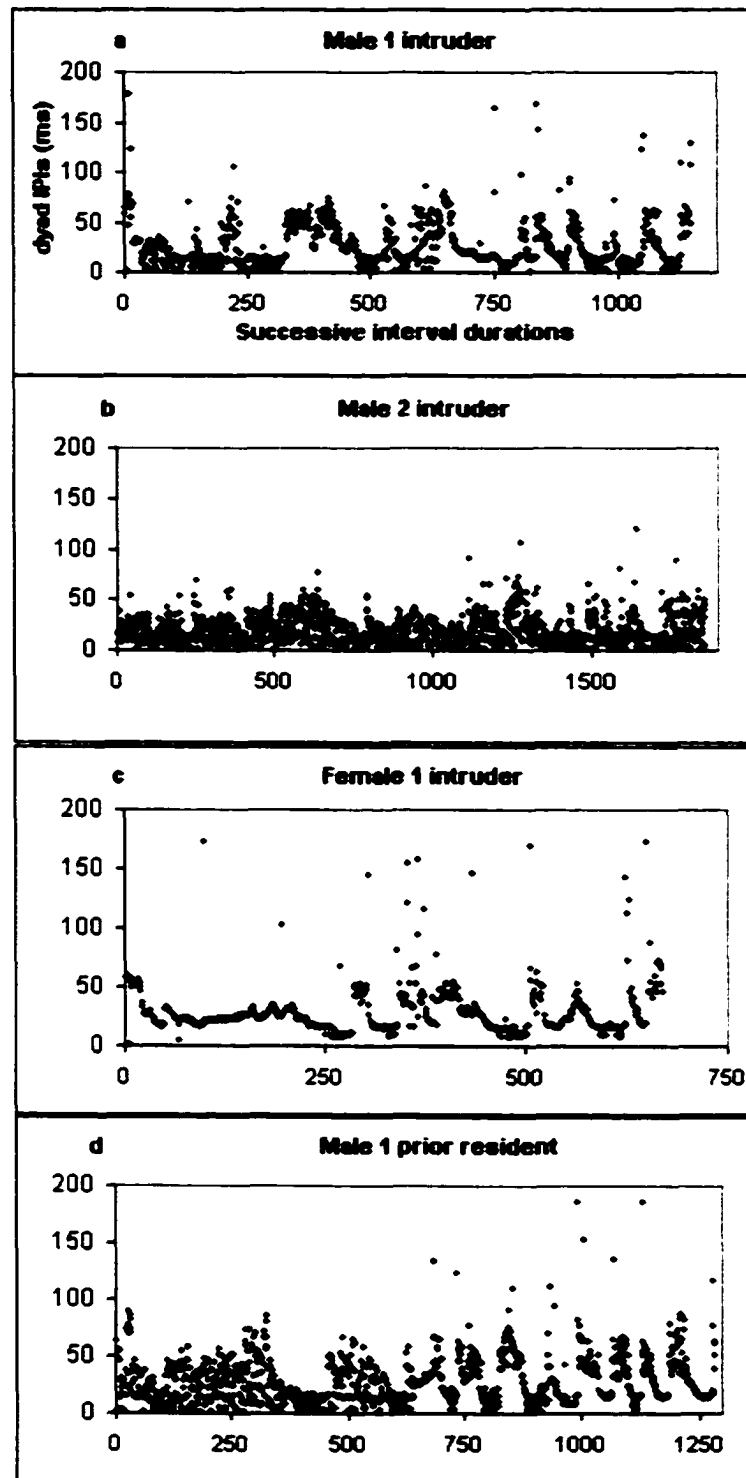 a Male 1 intruder
200
150
100
50
0
dyed IPIs (ms)
0 250 500 750 1000
Successive interval durations
b Male 2 intruder
200
150
100
50
0
0 500 1000 1500
c Female 1 intruder
200
150
100
50
0
0 250 500 750
d Male 1 prior resident
200
150
100
50
0
0 250 500 750 1000 1250